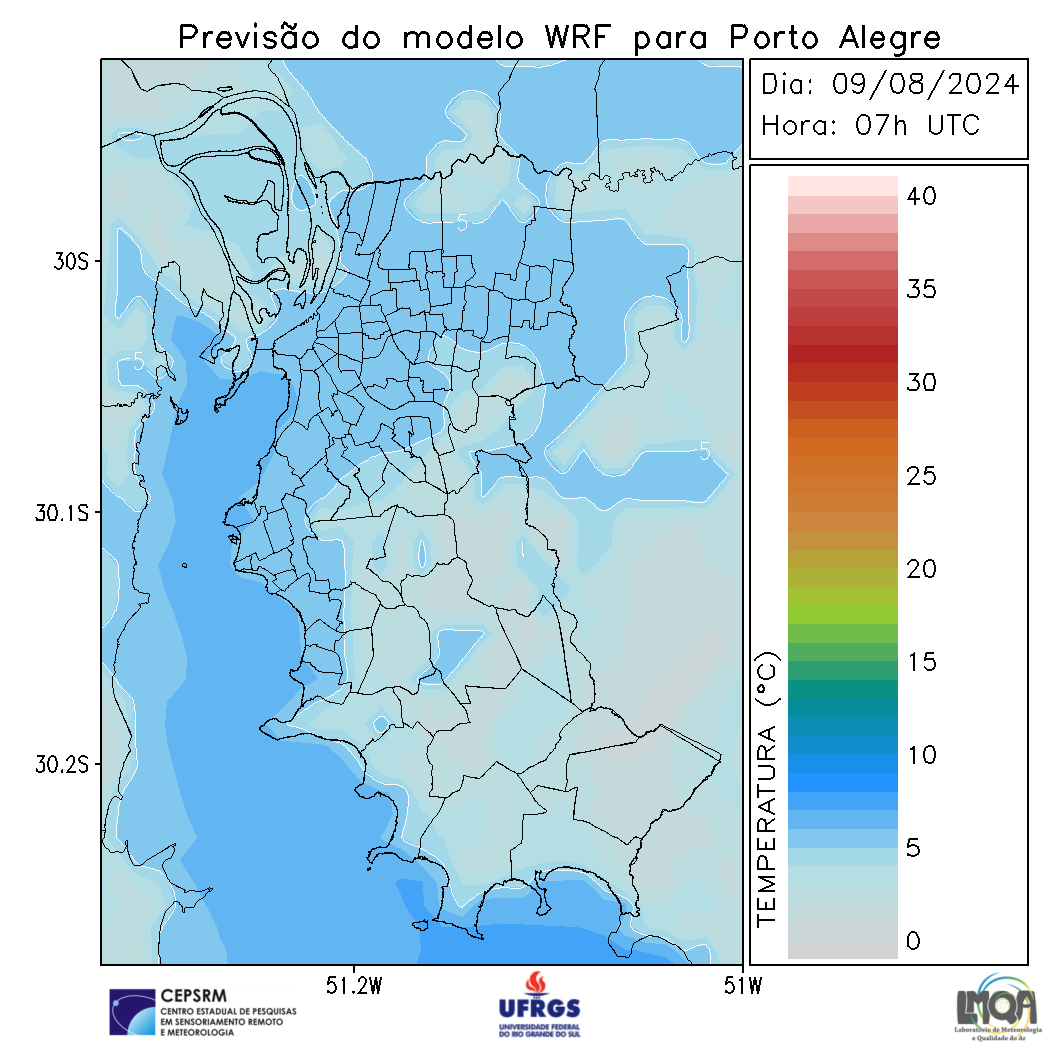 Previsão do modelo WRF para Porto Alegre
Dia: 09/08/2024
Hora: 07h UTC
40
35
30
25
20
15
10
5
0
TEMPERATURA (°C)
30S
30.1S
30.2S
51.2W
51W
5
5
5
CEPSRM
CENTRO ESTADUAL DE PESQUISAS
EM SENSORIAMENTO REMOTO
E METEOROLOGIA
UFRGS
UNIVERSIDADE FEDERAL
DO RIO GRANDE DO SUL
LMQA
Laboratório de Meteorologia
e Qualidade do Ar